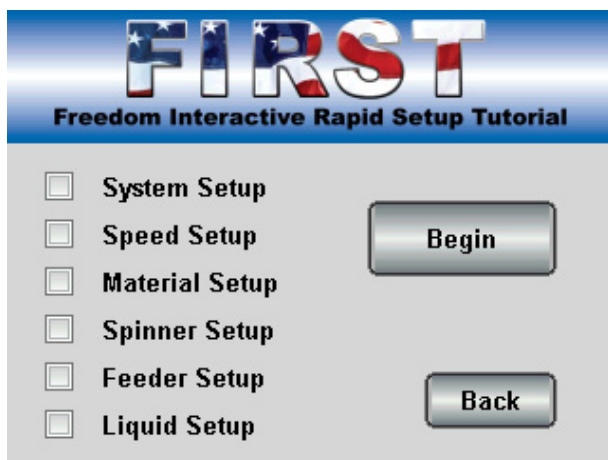 FIRST
Freedom Interactive Rapid Setup Tutorial
System Setup
Speed Setup
Begin
Material Setup
Spinner Setup
Feeder Setup
Back
Liquid Setup